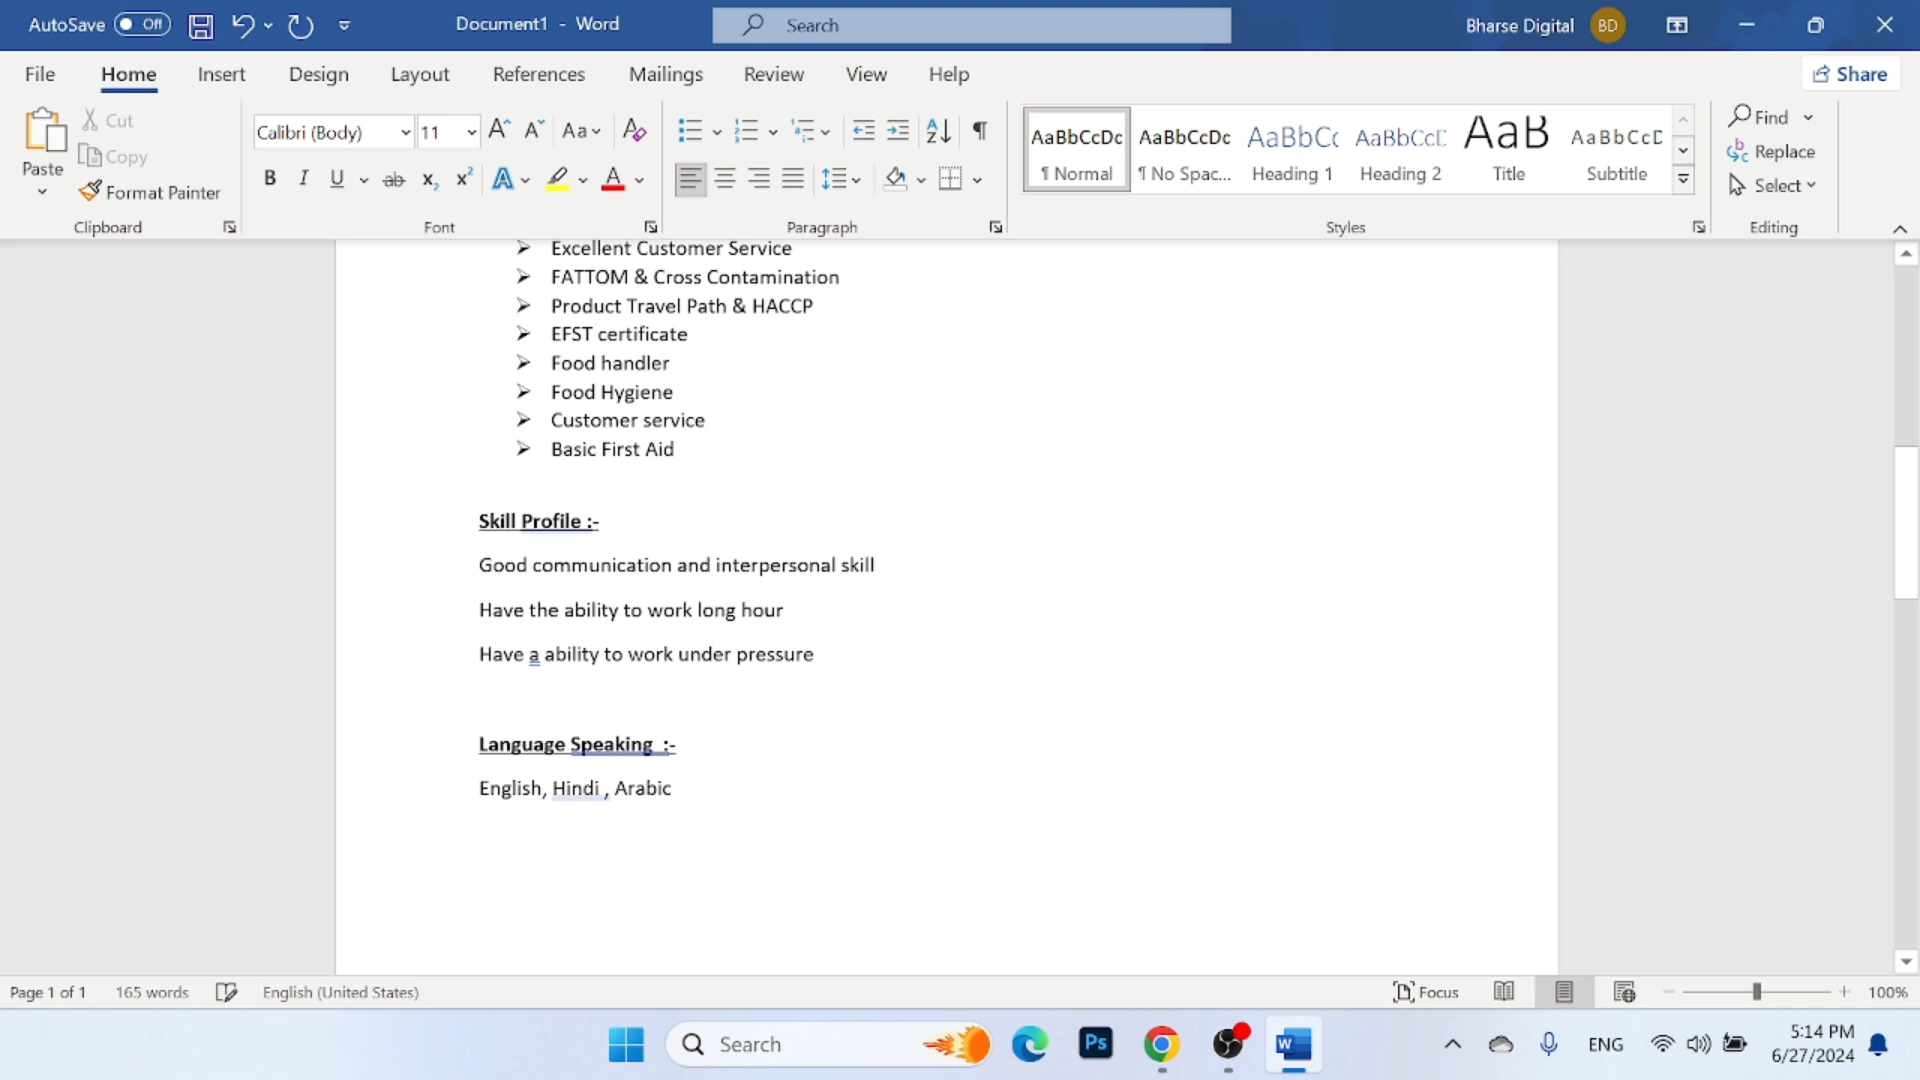 AutoSave Off Document1 - Word Search Bharse Digital BD
File Home Insert Design Layout References Mailings Review View Help Share
Paste Cut Copy Format Painter
Clipboard
Calibri (Body) 11 Aa
B I U ab x₂ x² A A
Font
Paragraph
AaBbCcDc AaBbCcDc AaBbCc AaBbCcD AaB AaBbCcD
¶ Normal ¶ No Spac... Heading 1 Heading 2 Title Subtitle
Styles
Find
Replace
Select
Editing
➢ Excellent Customer Service
➢ FATTOM & Cross Contamination
➢ Product Travel Path & HACCP
➢ EFST certificate
➢ Food handler
➢ Food Hygiene
➢ Customer service
➢ Basic First Aid
Skill Profile :-
Good communication and interpersonal skill
Have the ability to work long hour
Have a ability to work under pressure
Language Speaking  :-
English, Hindi , Arabic
Page 1 of 1 165 words English (United States) Focus 100%
Search Ps W ENG 5:14 PM
6/27/2024